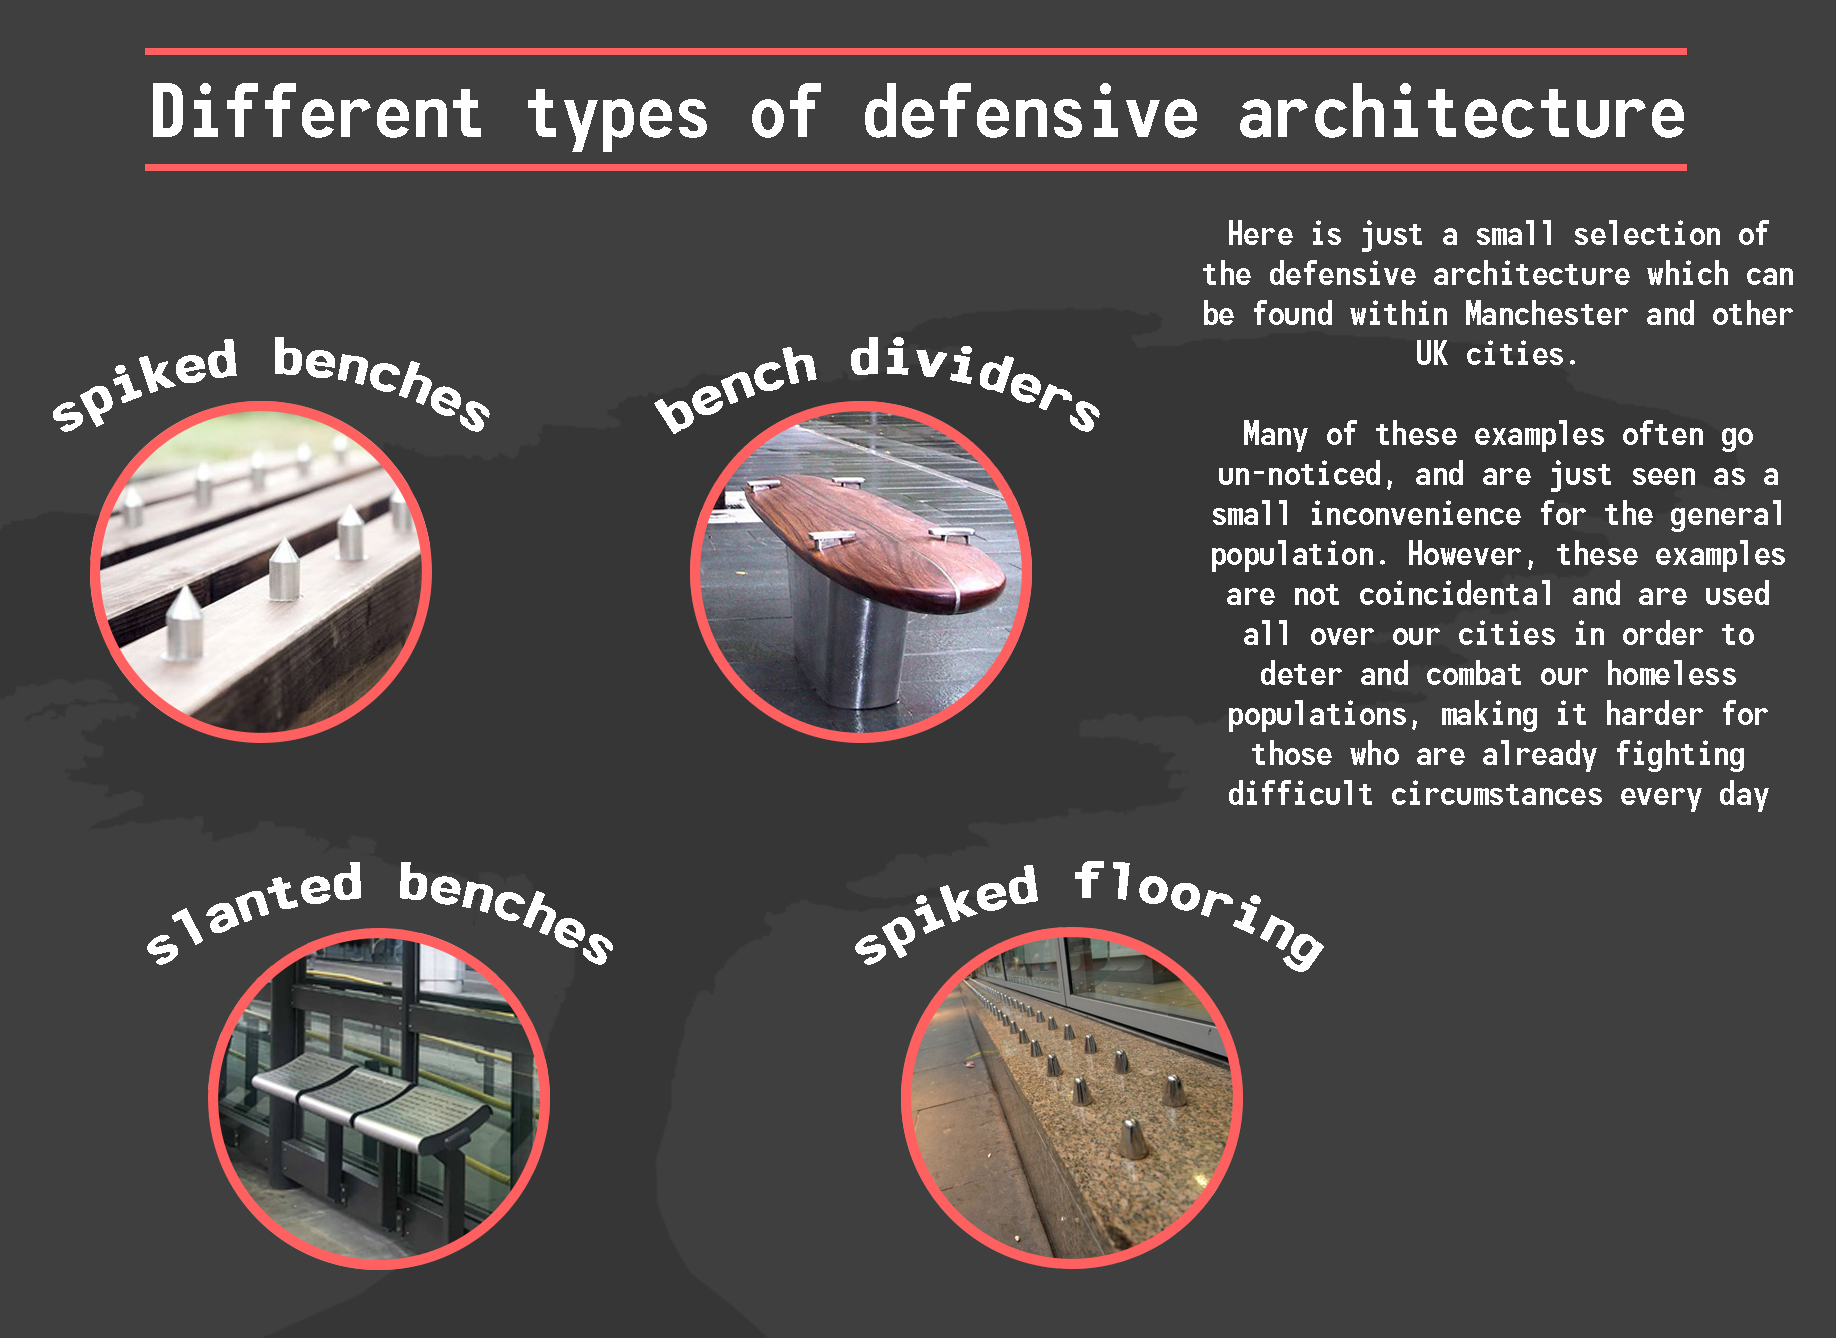 Different types of defensive architecture
Here is just a small selection of
the defensive architecture which can
be found within Manchester and other
UK cities.
Many of these examples often go
un-noticed, and are just seen as a
small inconvenience for the general
population. However, these examples
are not coincidental and are used
all over our cities in order to
deter and combat our homeless
populations, making it harder for
those who are already fighting
difficult circumstances every day
spiked benches
bench dividers
slanted benches
spiked flooring